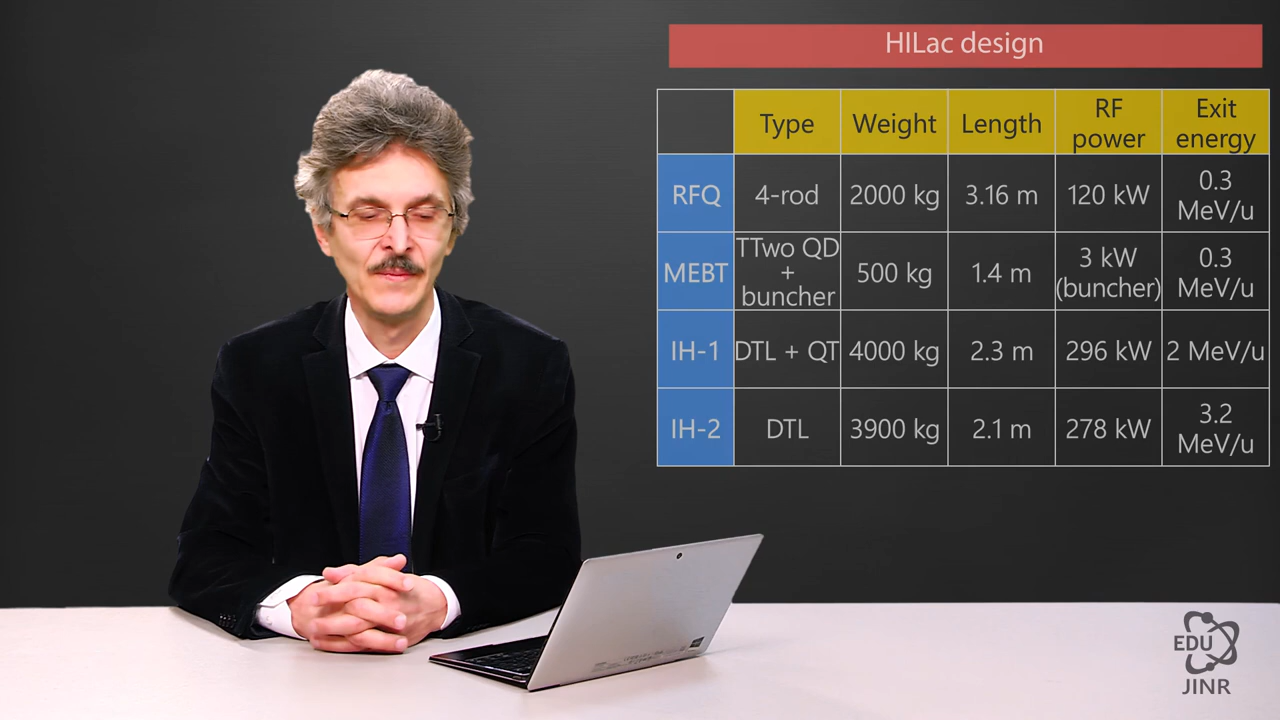 HILac design
Type Weight Length RF power Exit energy
RFQ 4-rod 2000 kg 3.16 m 120 kW 0.3 MeV/u
MEBT TTwo QD + buncher 500 kg 1.4 m 3 kW (buncher) 0.3 MeV/u
IH-1 DTL + QT 4000 kg 2.3 m 296 kW 2 MeV/u
IH-2 DTL 3900 kg 2.1 m 278 kW 3.2 MeV/u
EDU
JINR